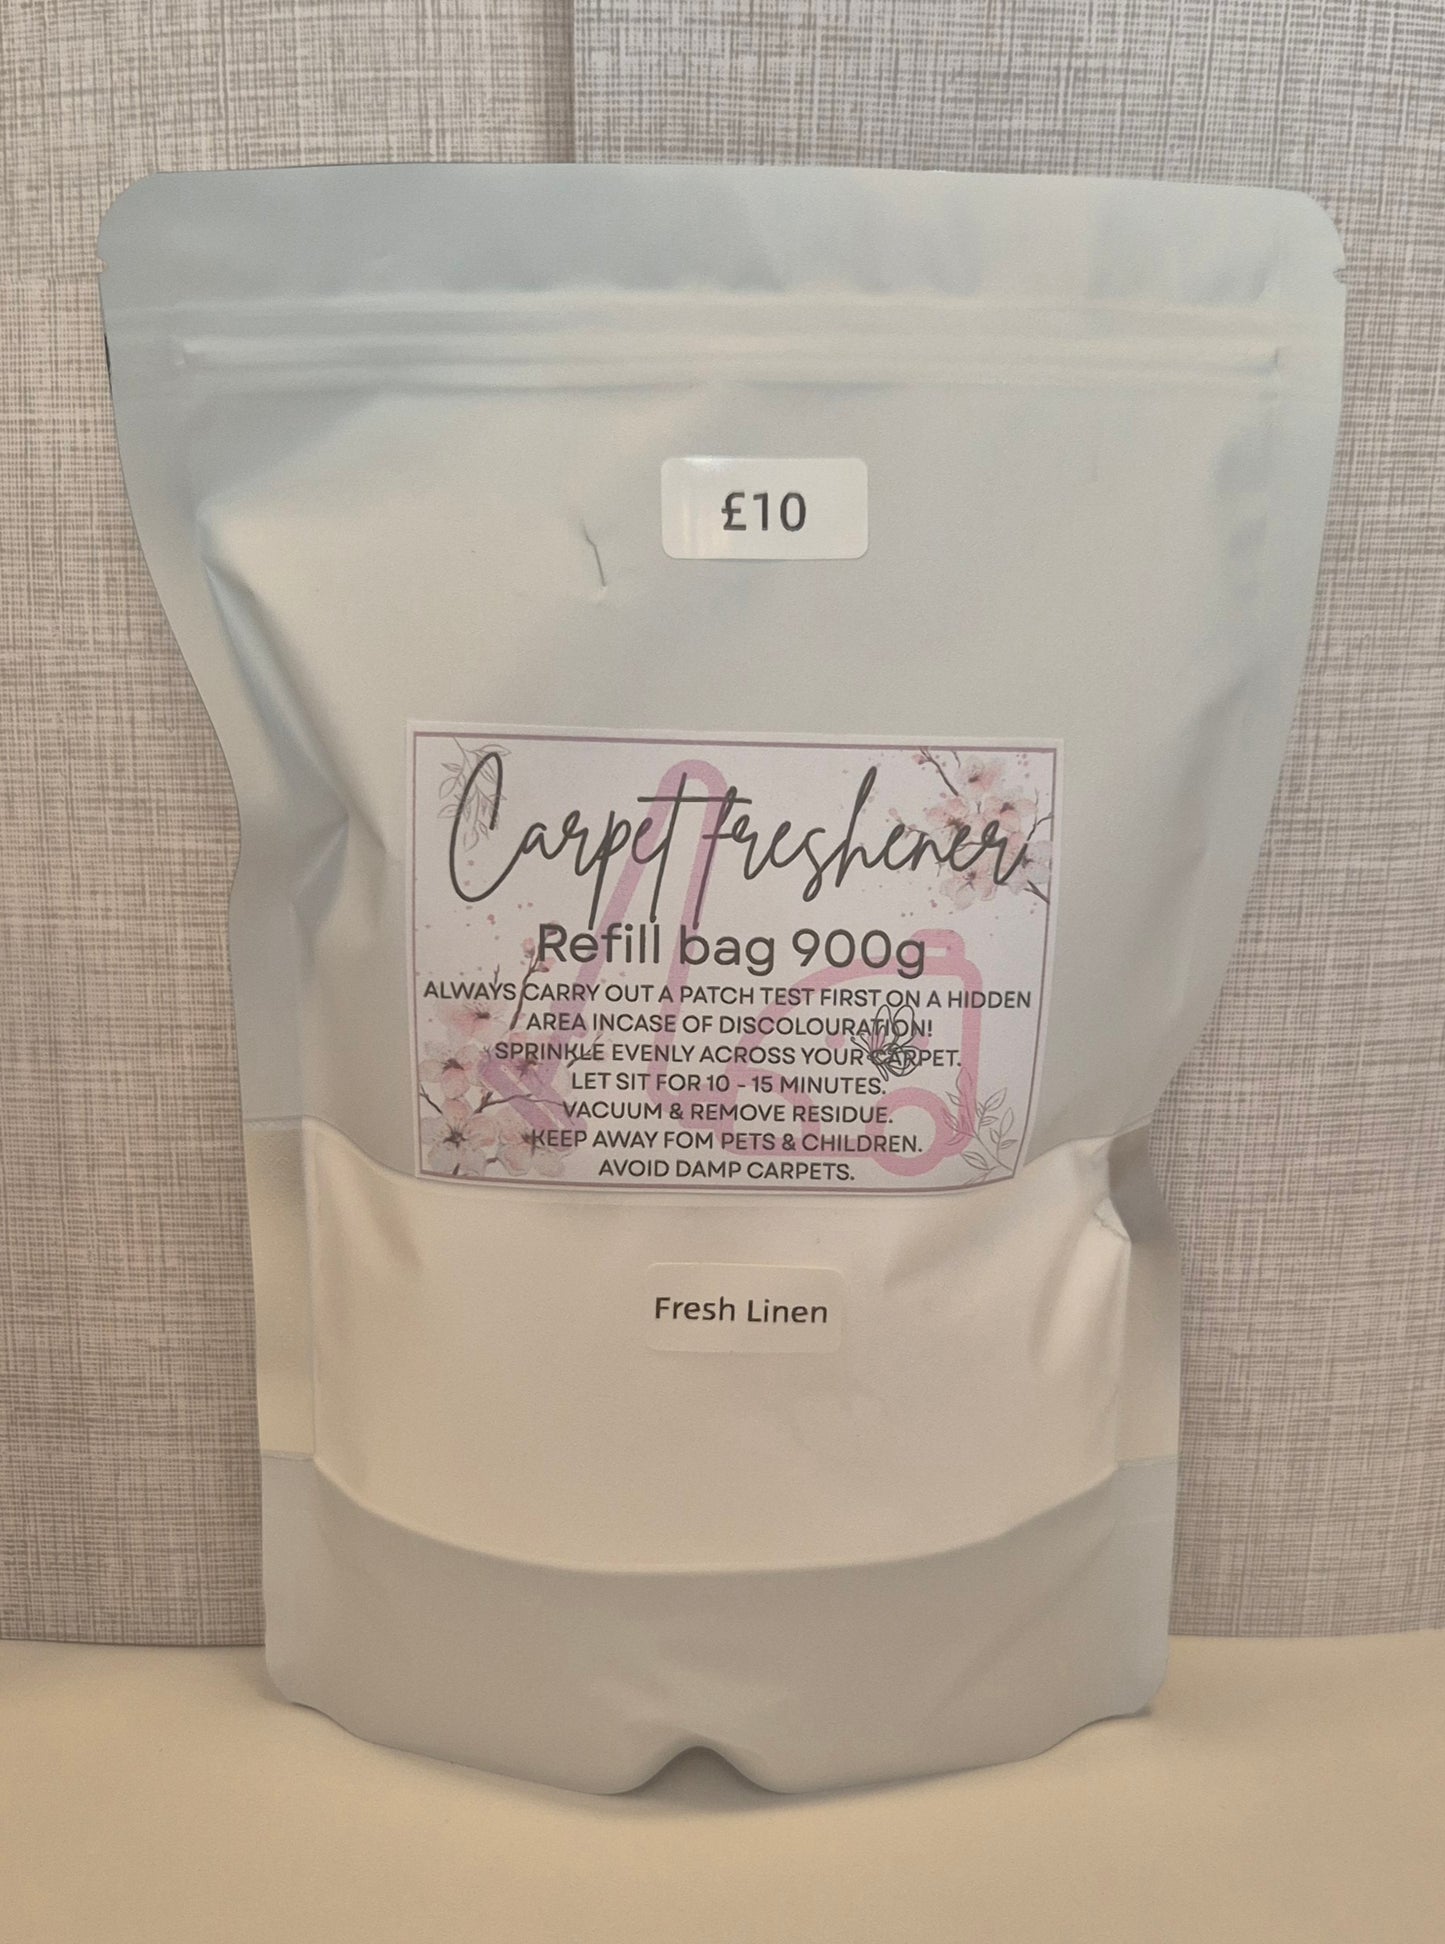 £10
Carpet freshener
Refill bag 900g
ALWAYS CARRY OUT A PATCH TEST FIRST ON A HIDDEN
AREA INCASE OF DISCOLOURATION!
SPRINKLE EVENLY ACROSS YOUR CARPET.
LET SIT FOR 10 - 15 MINUTES.
VACUUM & REMOVE RESIDUE.
KEEP AWAY FOM PETS & CHILDREN.
AVOID DAMP CARPETS.
Fresh Linen